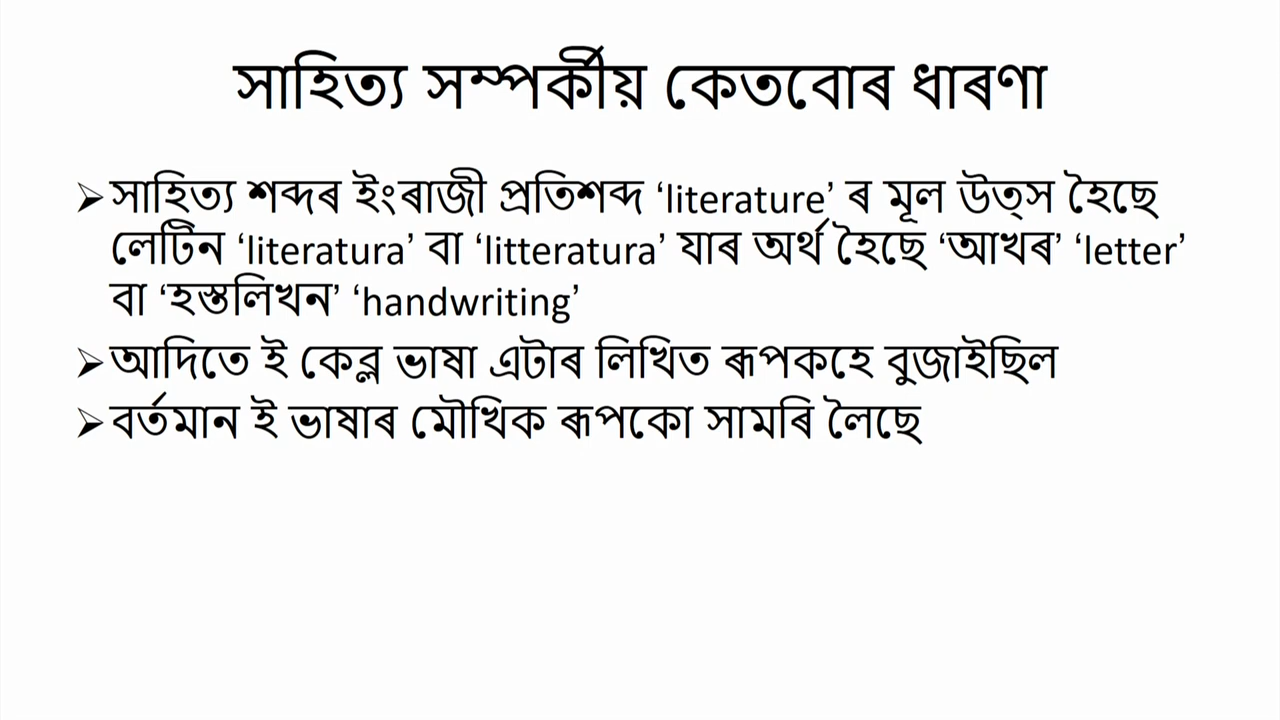 সাহিত্য সম্পৰ্কীয় কেতবোৰ ধাৰণা
➢সাহিত্য শব্দৰ ইংৰাজী প্ৰতিশব্দ ‘literature’ ৰ মূল উত্স হৈছে
লেটিন ‘literatura’ বা ‘litteratura’ যাৰ অৰ্থ হৈছে ‘আখৰ’ ‘letter’
বা ‘হস্তলিখন’ ‘handwriting’
➢আদিতে ই কেব্ল ভাষা এটাৰ লিখিত ৰূপকহে বুজাইছিল
➢বৰ্তমান ই ভাষাৰ মৌখিক ৰূপকো সামৰি লৈছে